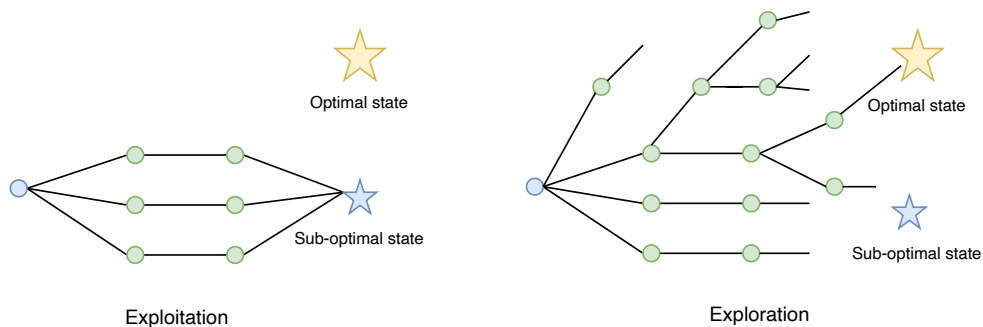 Optimal state
Sub-optimal state
Exploitation
Optimal state
Sub-optimal state
Exploration